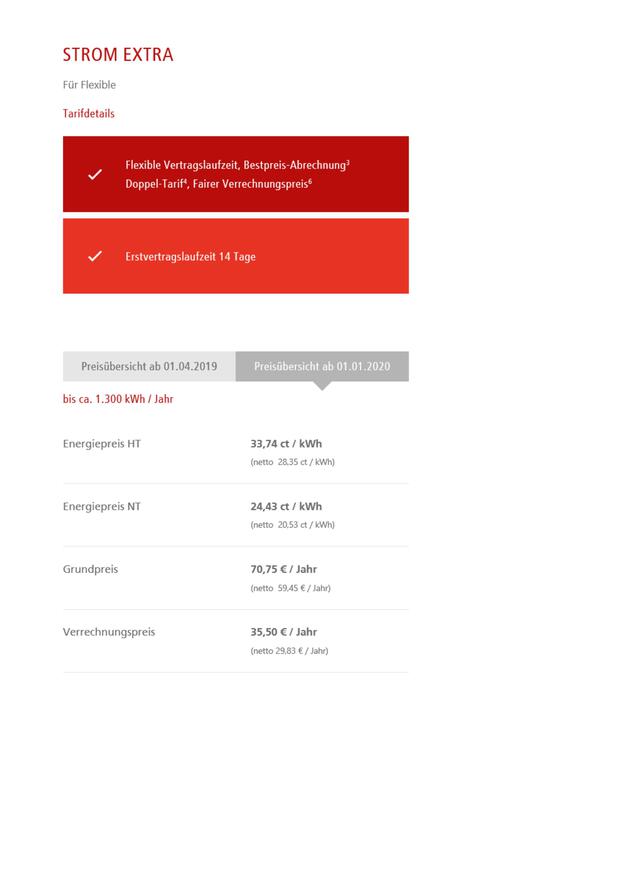 STROM EXTRA
Für Flexible
Tarifdetails
Flexible Vertragslaufzeit, Bestpreis-Abrechnung³
Doppel-Tarif⁴, Fairer Verrechnungspreis⁶
Erstvertragslaufzeit 14 Tage
Preisübersicht ab 01.04.2019 Preisübersicht ab 01.01.2020
bis ca. 1.300 kWh / Jahr
Energiepreis HT 33,74 ct / kWh
(netto 28,35 ct / kWh)
Energiepreis NT 24,43 ct / kWh
(netto 20,53 ct / kWh)
Grundpreis 70,75 € / Jahr
(netto 59,45 € / Jahr)
Verrechnungspreis 35,50 € / Jahr
(netto 29,83 € / Jahr)